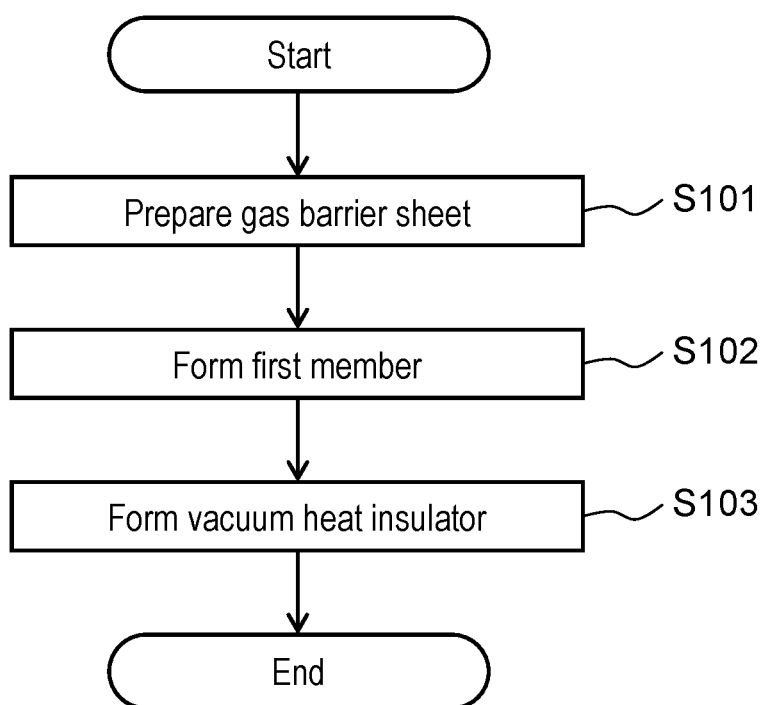 Start
Prepare gas barrier sheet
S101
Form first member
S102
Form vacuum heat insulator
S103
End